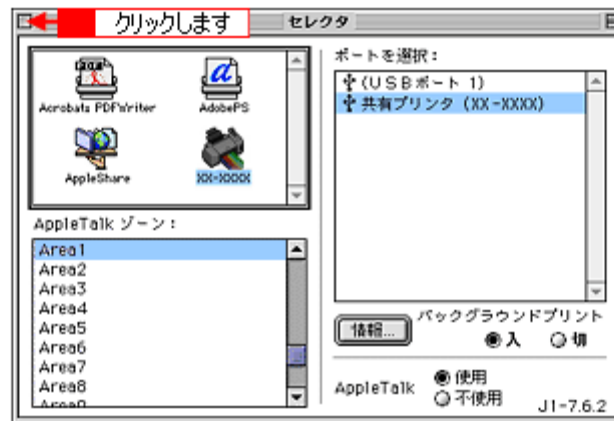 クリックします
セレクタ
Acrobats PDFWriter
AdobePS
AppleShare
XX-XXXX
AppleTalk ゾーン：
Area1
Area2
Area3
Area4
Area5
Area6
Area7
Area8
Area9
ポートを選択：
(USBポート 1)
共有プリンタ (XX-XXXX)
情報...
バックグラウンドプリント
入
切
AppleTalk
使用
不使用
J1-7.6.2